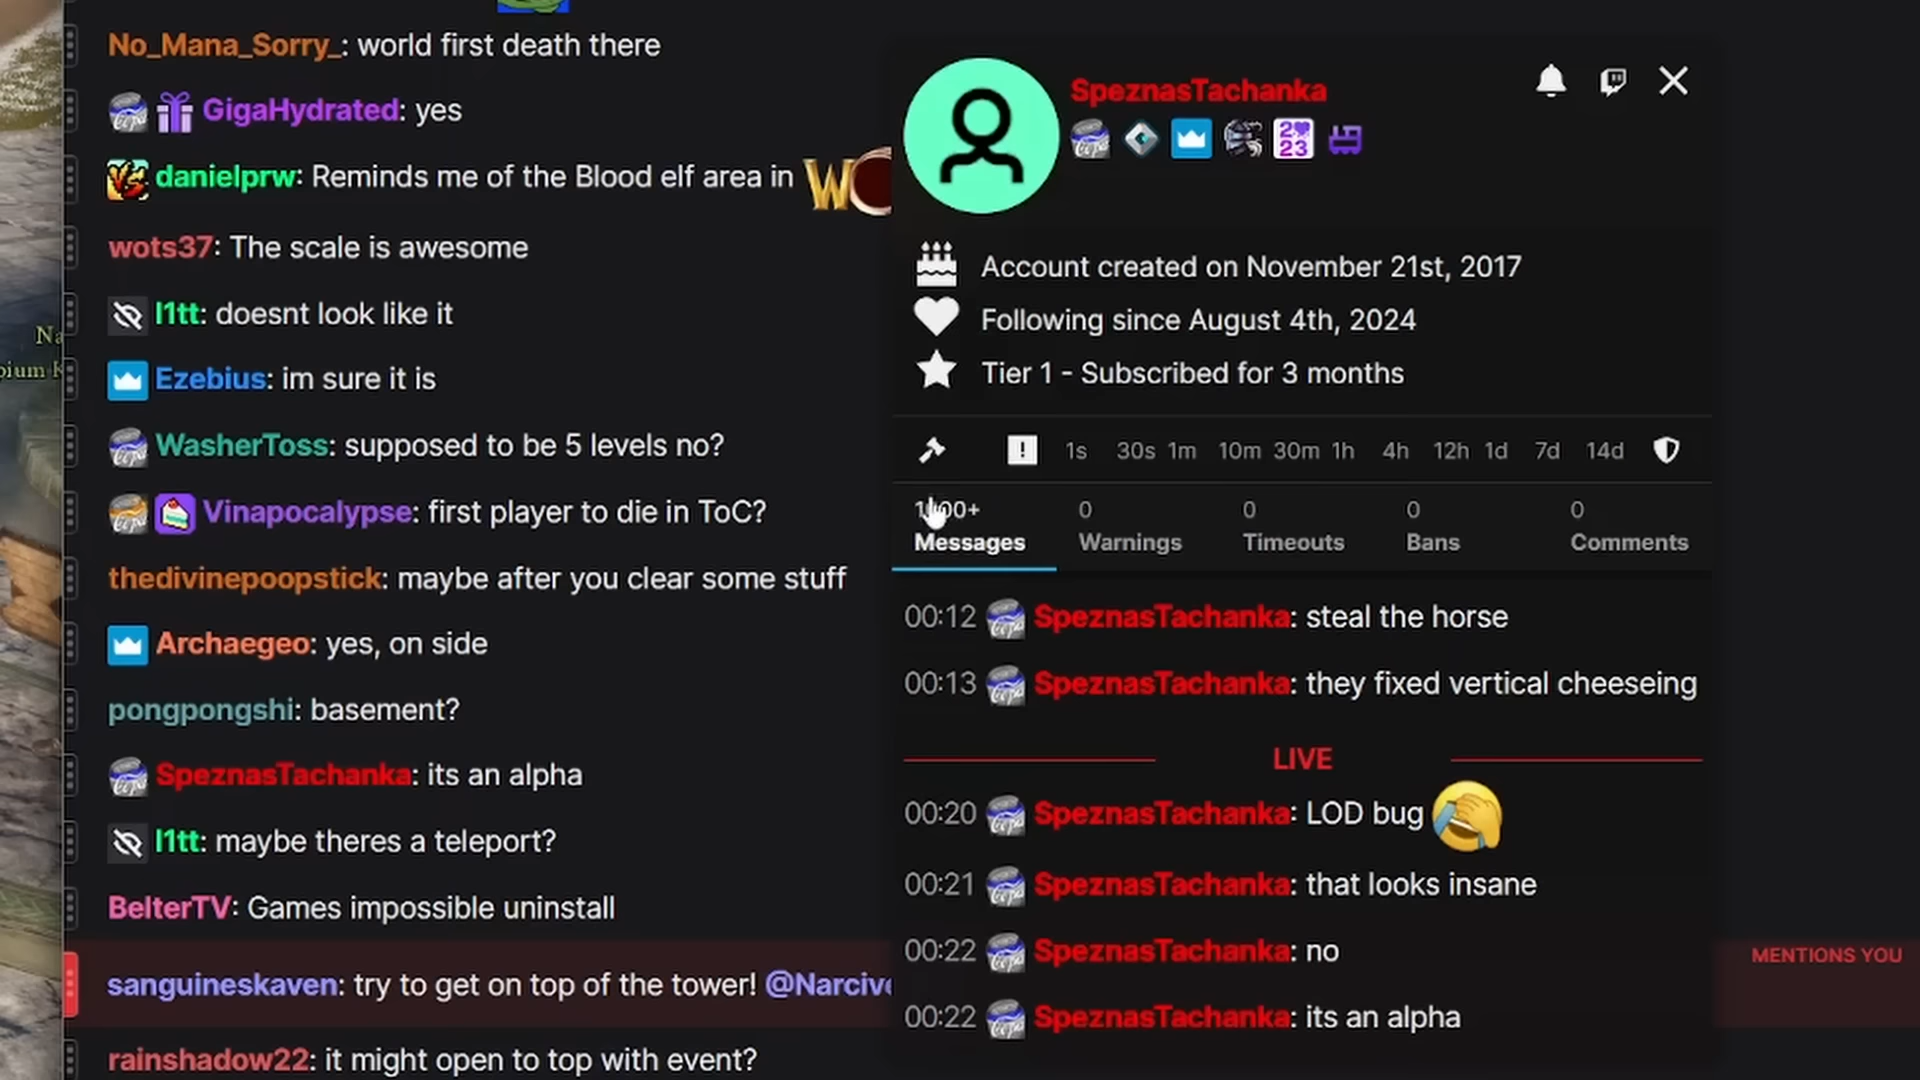 No_Mana_Sorry_: world first death there
GigaHydrated: yes
danielprw: Reminds me of the Blood elf area in
wots37: The scale is awesome
l1tt: doesnt look like it
Ezebius: im sure it is
WasherToss: supposed to be 5 levels no?
Vinapocalypse: first player to die in ToC?
thedivinepoopstick: maybe after you clear some stuff
Archaegeo: yes, on side
pongpongshi: basement?
SpeznasTachanka: its an alpha
l1tt: maybe theres a teleport?
BelterTV: Games impossible uninstall
sanguineskaven: try to get on top of the tower! @Narciv
MENTIONS YOU
rainshadow22: it might open to top with event?
SpeznasTachanka
2 23
Account created on November 21st, 2017
Following since August 4th, 2024
Tier 1 - Subscribed for 3 months
! 1s 30s 1m 10m 30m 1h 4h 12h 1d 7d 14d
0 0 0 0
Messages Warnings Timeouts Bans Comments
00:12 SpeznasTachanka: steal the horse
00:13 SpeznasTachanka: they fixed vertical cheeseing
LIVE
00:20 SpeznasTachanka: LOD bug
00:21 SpeznasTachanka: that looks insane
00:22 SpeznasTachanka: no
00:22 SpeznasTachanka: its an alpha